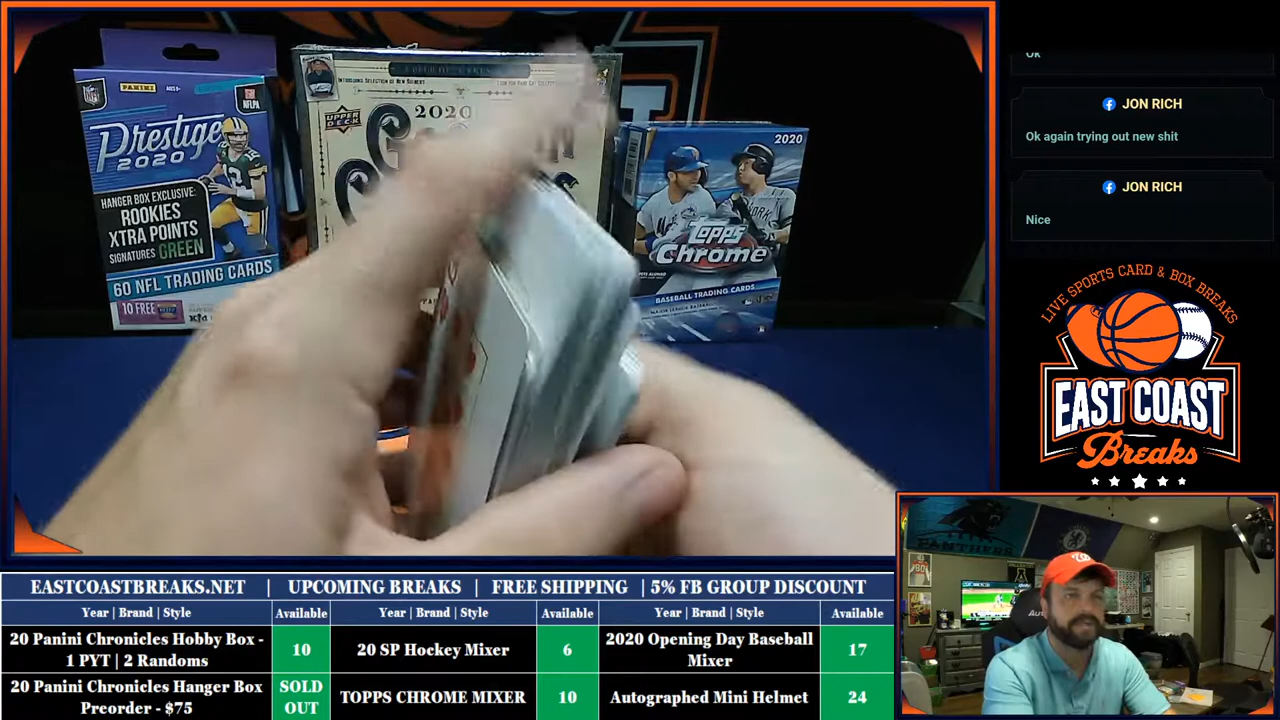 PANINI
NFL
NFLPA
Prestige
2020
HANGER BOX EXCLUSIVE:
ROOKIES
XTRA POINTS
SIGNATURES GREEN
60 NFL TRADING CARDS
10 FREE
UPPER DECK
2020
2020
Topps
Chrome
BASEBALL TRADING CARDS
Ok
JON RICH
Ok again trying out new shit
JON RICH
Nice
LIVE SPORTS CARD & BOX BREAKS
EAST COAST
Breaks
PANTHERS
EASTCOASTBREAKS.NET | UPCOMING BREAKS | FREE SHIPPING | 5% FB GROUP DISCOUNT
Year | Brand | Style Available Year | Brand | Style Available Year | Brand | Style Available
20 Panini Chronicles Hobby Box -
1 PYT | 2 Randoms
10
20 SP Hockey Mixer
6
2020 Opening Day Baseball
Mixer
17
20 Panini Chronicles Hanger Box
Preorder - $75
SOLD
OUT
TOPPS CHROME MIXER
10
Autographed Mini Helmet
24